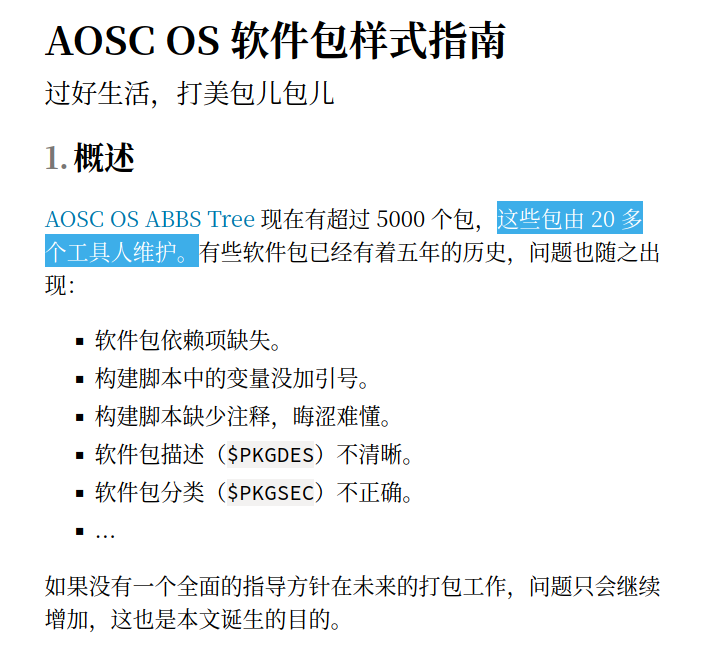 AOSC OS 软件包样式指南
过好生活，打美包儿包儿
1. 概述
AOSC OS ABBS Tree 现在有超过 5000 个包，这些包由 20 多
个工具人维护。有些软件包已经有着五年的历史，问题也随之出
现：
▪ 软件包依赖项缺失。
▪ 构建脚本中的变量没加引号。
▪ 构建脚本缺少注释，晦涩难懂。
▪ 软件包描述（$PKGDES）不清晰。
▪ 软件包分类（$PKGSEC）不正确。
▪ …
如果没有一个全面的指导方针在未来的打包工作，问题只会继续
增加，这也是本文诞生的目的。